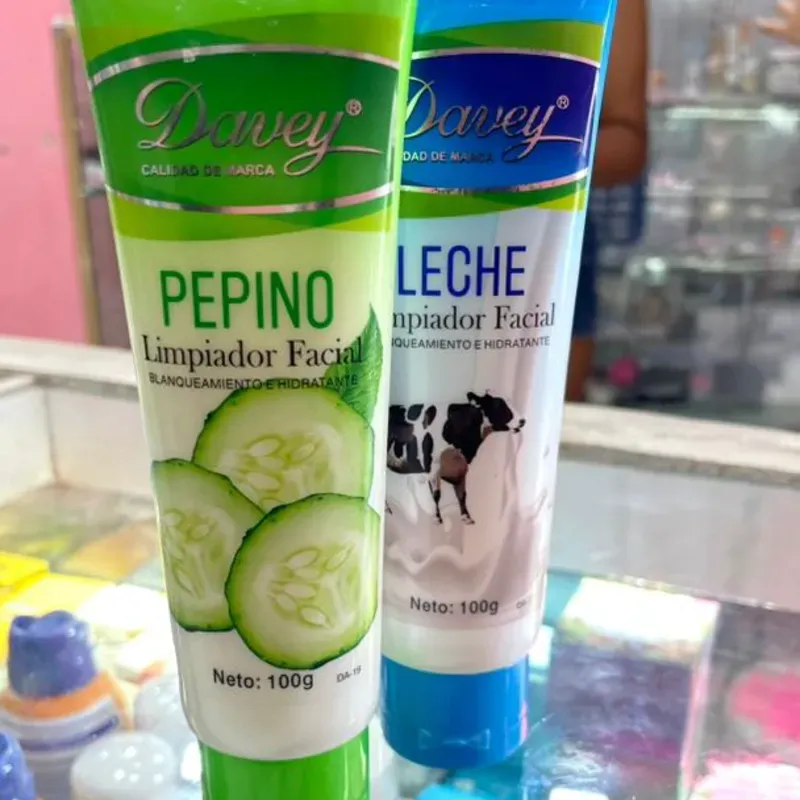 Davey®
CALIDAD DE MARCA
PEPINO
Limpiador Facial
BLANQUEAMIENTO E HIDRATANTE
Neto: 100g
DA-19
Davey®
DAD DE MARCA
LECHE
mpiador Facial
QUEAMIENTO E HIDRATANTE
Neto: 100g